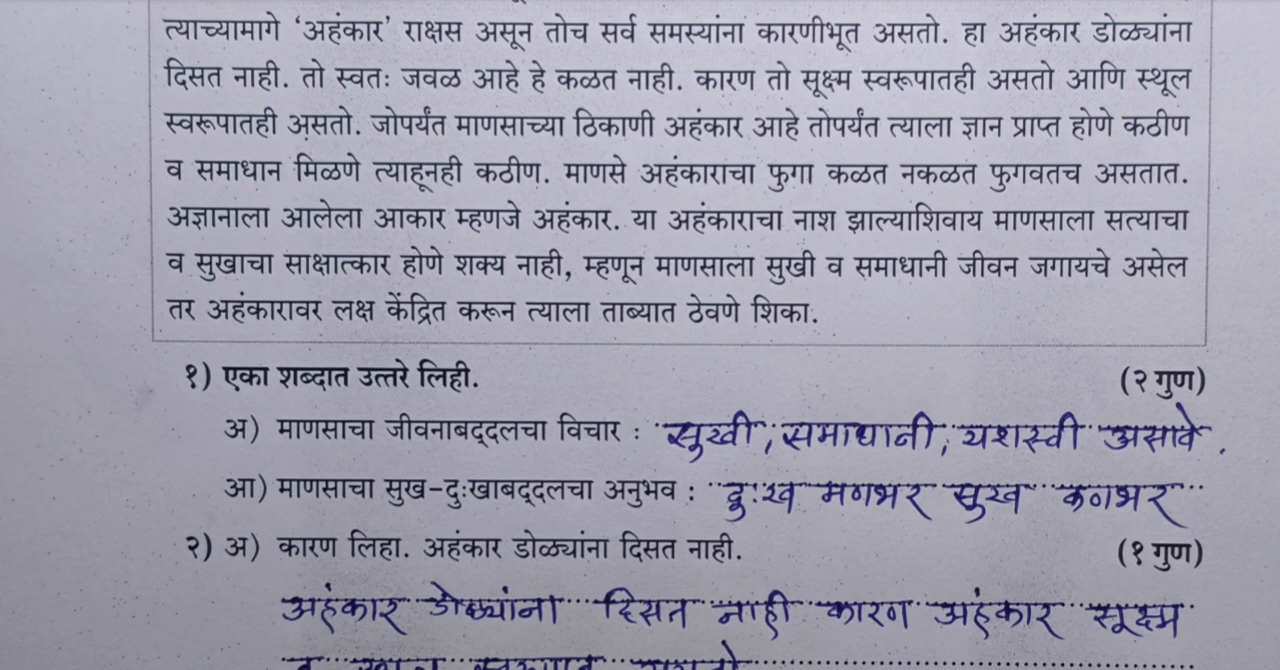 त्याच्यामागे ‘अहंकार’ राक्षस असून तोच सर्व समस्यांना कारणीभूत असतो. हा अहंकार डोळ्यांना
दिसत नाही. तो स्वतः जवळ आहे हे कळत नाही. कारण तो सूक्ष्म स्वरूपातही असतो आणि स्थूल
स्वरूपातही असतो. जोपर्यंत माणसाच्या ठिकाणी अहंकार आहे तोपर्यंत त्याला ज्ञान प्राप्त होणे कठीण
व समाधान मिळणे त्याहूनही कठीण. माणसे अहंकाराचा फुगा कळत नकळत फुगवतच असतात.
अज्ञानाला आलेला आकार म्हणजे अहंकार. या अहंकाराचा नाश झाल्याशिवाय माणसाला सत्याचा
व सुखाचा साक्षात्कार होणे शक्य नाही, म्हणून माणसाला सुखी व समाधानी जीवन जगायचे असेल
तर अहंकारावर लक्ष केंद्रित करून त्याला ताब्यात ठेवणे शिका.
१) एका शब्दात उत्तरे लिही. (२ गुण)
अ) माणसाचा जीवनाबद्दलचा विचार : सुखी, समाधानी, यशस्वी असावे.
आ) माणसाचा सुख-दुःखाबद्दलचा अनुभव : दुःख मणभर सुख कणभर
२) अ) कारण लिहा. अहंकार डोळ्यांना दिसत नाही. (१ गुण)
अहंकार डोळ्यांना दिसत नाही कारण अहंकार सूक्ष्म